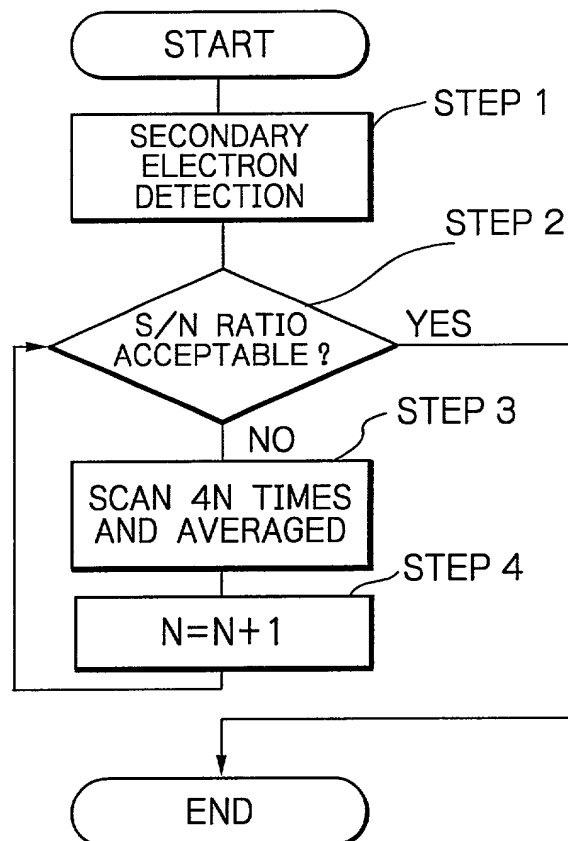 START
STEP 1
SECONDARY
ELECTRON
DETECTION
STEP 2
S/N RATIO
ACCEPTABLE?
YES
NO
STEP 3
SCAN 4N TIMES
AND AVERAGED
STEP 4
N=N+1
END